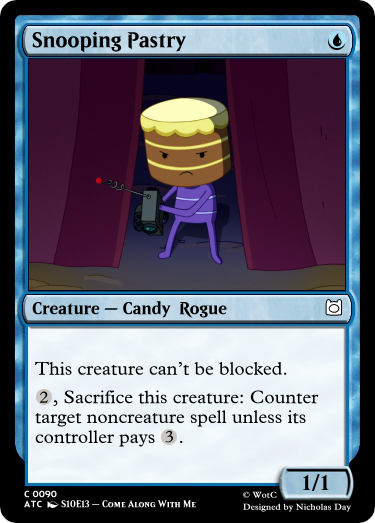 Snooping Pastry
Creature — Candy Rogue
This creature can't be blocked.
2, Sacrifice this creature: Counter
target noncreature spell unless its
controller pays 3.
1/1
C 0090
ATC S10E13 — Come Along With Me
© WotC
Designed by Nicholas Day